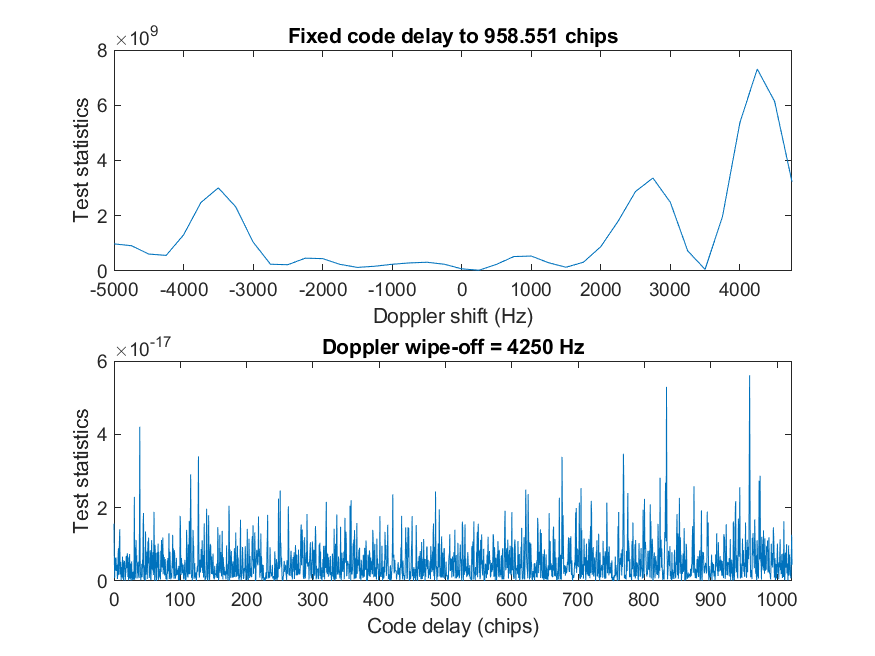 ×10^9
Fixed code delay to 958.551 chips
8
6
4
2
0
Test statistics
-5000 -4000 -3000 -2000 -1000 0 1000 2000 3000 4000
Doppler shift (Hz)
×10^-17
Doppler wipe-off = 4250 Hz
6
4
2
0
Test statistics
0 100 200 300 400 500 600 700 800 900 1000
Code delay (chips)